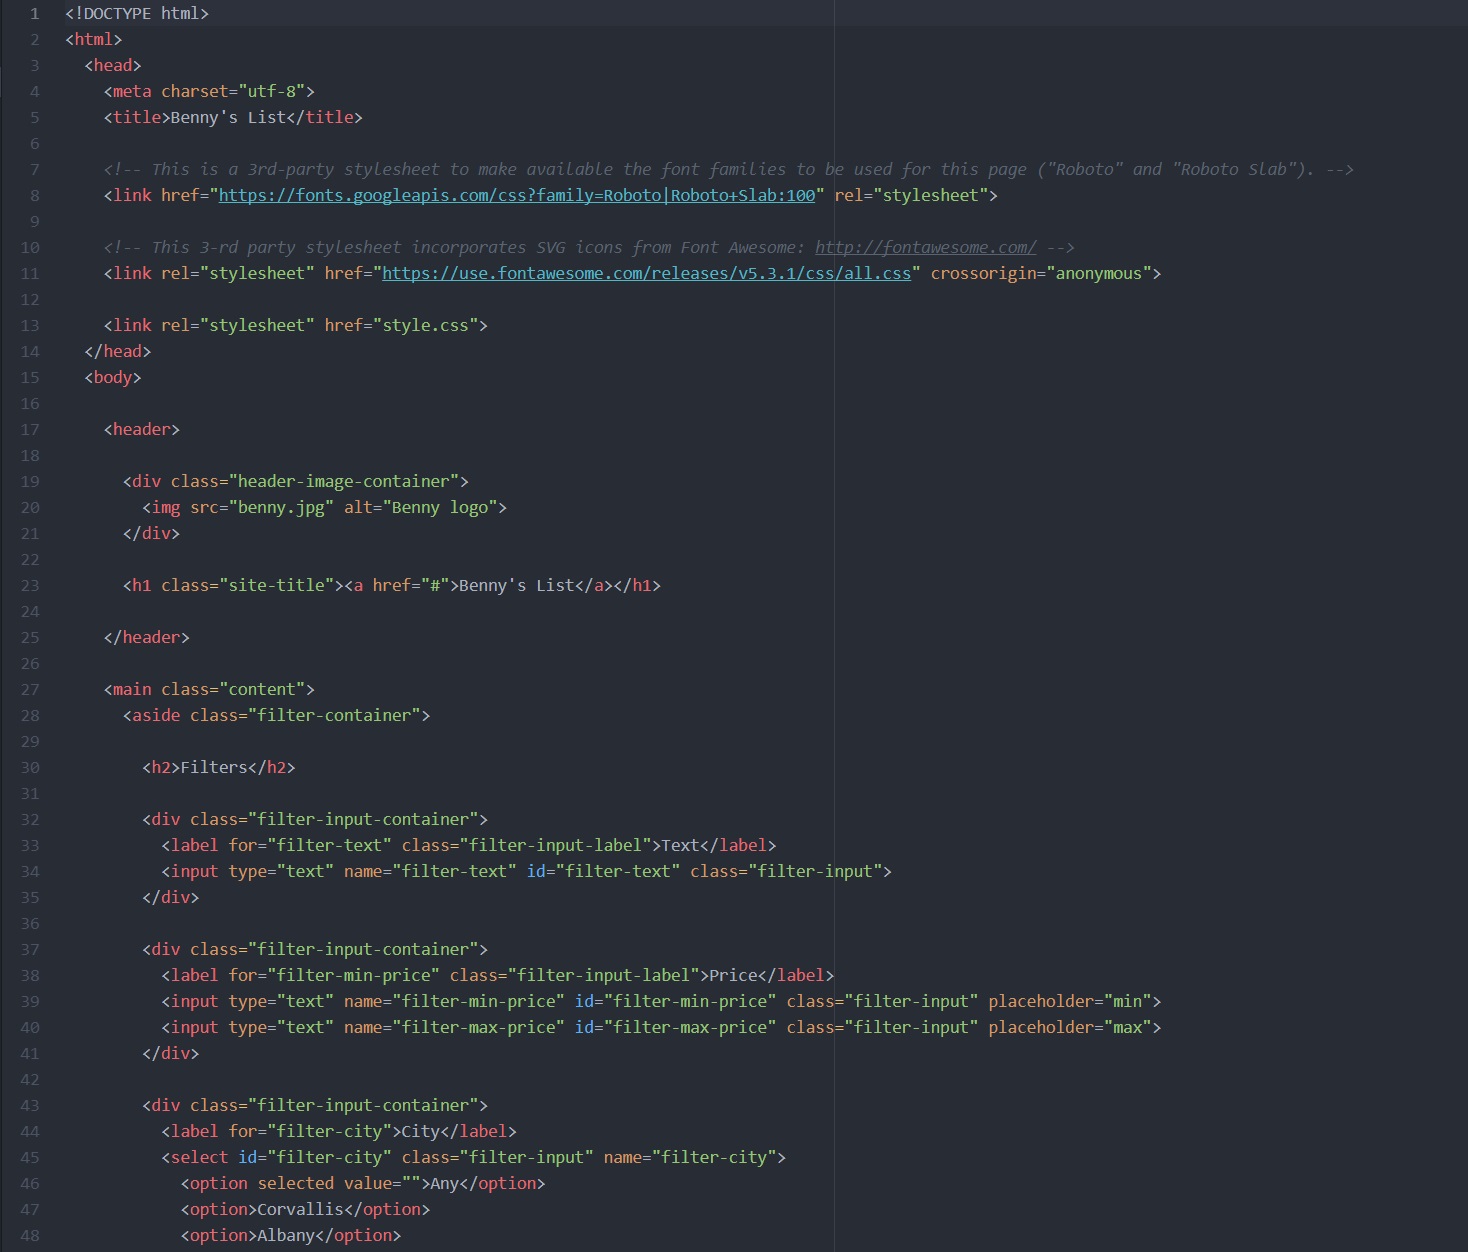 1 <!DOCTYPE html>
2 <html>
3   <head>
4     <meta charset="utf-8">
5     <title>Benny's List</title>
6
7     <!-- This is a 3rd-party stylesheet to make available the font families to be used for this page ("Roboto" and "Roboto Slab"). -->
8     <link href="https://fonts.googleapis.com/css?family=Roboto|Roboto+Slab:100" rel="stylesheet">
9
10     <!-- This 3-rd party stylesheet incorporates SVG icons from Font Awesome: http://fontawesome.com/ -->
11     <link rel="stylesheet" href="https://use.fontawesome.com/releases/v5.3.1/css/all.css" crossorigin="anonymous">
12
13     <link rel="stylesheet" href="style.css">
14   </head>
15   <body>
16
17     <header>
18
19       <div class="header-image-container">
20         <img src="benny.jpg" alt="Benny logo">
21       </div>
22
23       <h1 class="site-title"><a href="#">Benny's List</a></h1>
24
25     </header>
26
27     <main class="content">
28       <aside class="filter-container">
29
30         <h2>Filters</h2>
31
32         <div class="filter-input-container">
33           <label for="filter-text" class="filter-input-label">Text</label>
34           <input type="text" name="filter-text" id="filter-text" class="filter-input">
35         </div>
36
37         <div class="filter-input-container">
38           <label for="filter-min-price" class="filter-input-label">Price</label>
39           <input type="text" name="filter-min-price" id="filter-min-price" class="filter-input" placeholder="min">
40           <input type="text" name="filter-max-price" id="filter-max-price" class="filter-input" placeholder="max">
41         </div>
42
43         <div class="filter-input-container">
44           <label for="filter-city">City</label>
45           <select id="filter-city" class="filter-input" name="filter-city">
46             <option selected value="">Any</option>
47             <option>Corvallis</option>
48             <option>Albany</option>